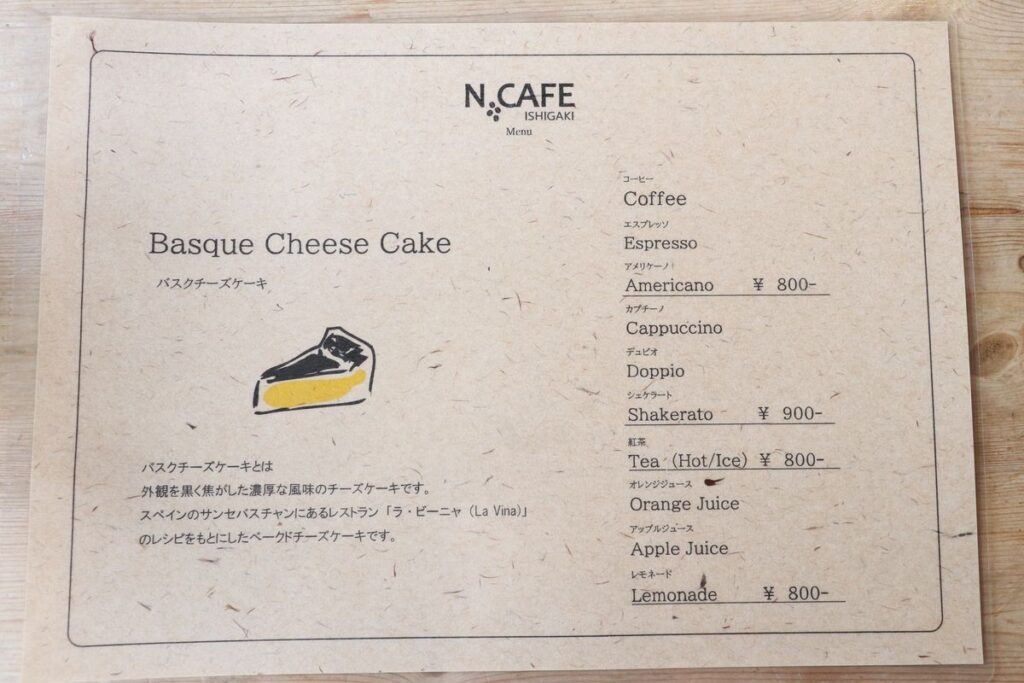 N.CAFE
ISHIGAKI
Menu
Basque Cheese Cake
バスクチーズケーキ
バスクチーズケーキとは
外観を黒く焦がした濃厚な風味のチーズケーキです。
スペインのサンセバスチャンにあるレストラン「ラ・ビーニャ（La Vina）」
のレシピをもとにしたベークドチーズケーキです。
コーヒー
Coffee
エスプレッソ
Espresso
アメリケーノ
Americano ¥ 800-
カプチーノ
Cappuccino
デュピオ
Doppio
シェケラート
Shakerato ¥ 900-
紅茶
Tea（Hot/Ice）¥ 800-
オレンジジュース
Orange Juice
アップルジュース
Apple Juice
レモネード
Lemonade ¥ 800-